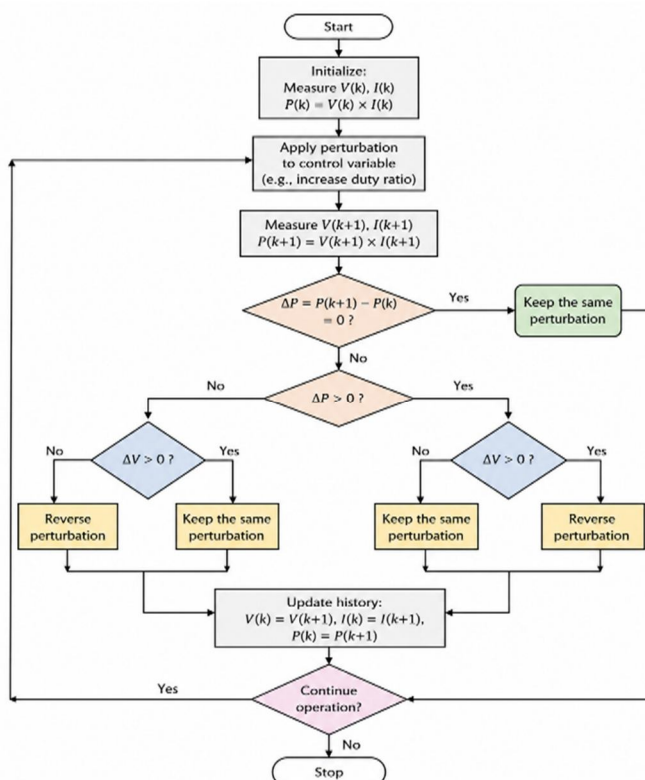 Start
Initialize:
Measure V(k), I(k)
P(k) = V(k) × I(k)
Apply perturbation
to control variable
(e.g., increase duty ratio)
Measure V(k+1), I(k+1)
P(k+1) = V(k+1) × I(k+1)
ΔP = P(k+1) − P(k)
= 0 ?
Yes
Keep the same
perturbation
No
ΔP > 0 ?
No
Yes
ΔV > 0 ?
No
Yes
ΔV > 0 ?
No
Yes
Reverse
perturbation
Keep the same
perturbation
Keep the same
perturbation
Reverse
perturbation
Update history:
V(k) = V(k+1), I(k) = I(k+1),
P(k) = P(k+1)
Continue
operation?
Yes
No
Stop